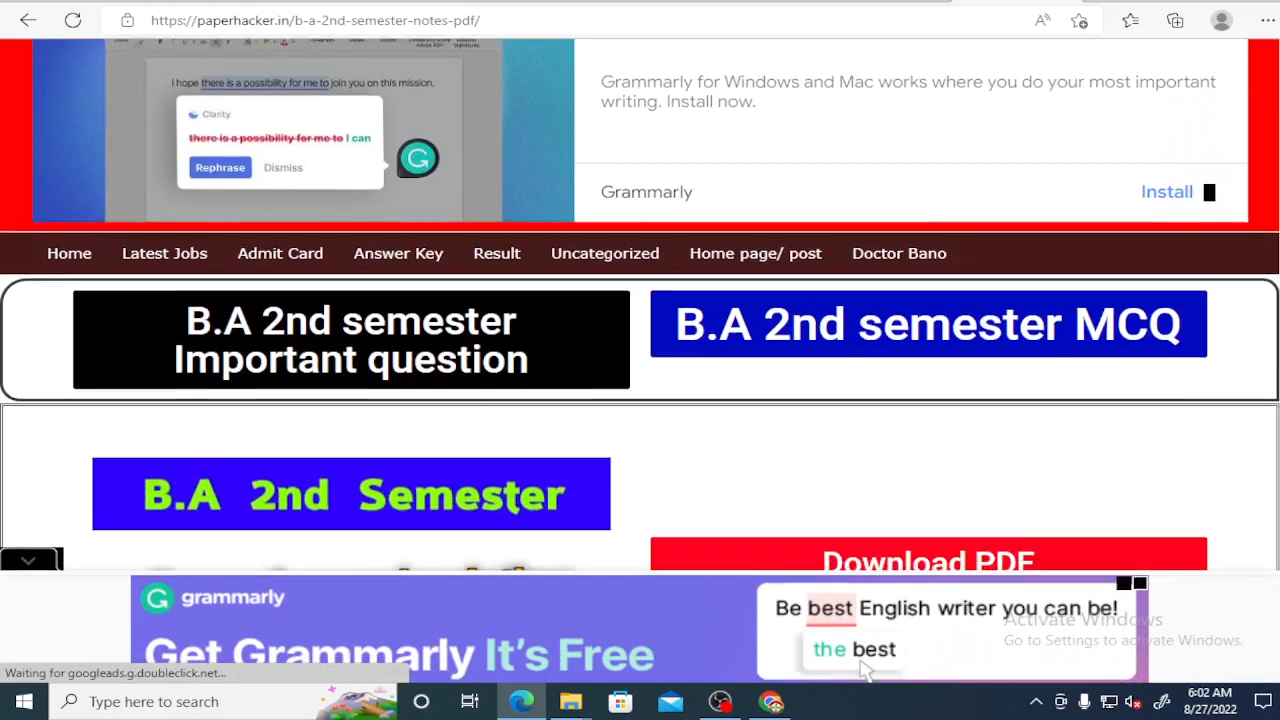 https://paperhacker.in/b-a-2nd-semester-notes-pdf/
I hope there is a possibility for me to join you on this mission.
Clarity
there is a possibility for me to I can
Rephrase Dismiss
Grammarly for Windows and Mac works where you do your most important
writing. Install now.
Grammarly
Install
Home Latest Jobs Admit Card Answer Key Result Uncategorized Home page/ post Doctor Bano
B.A 2nd semester
Important question
B.A 2nd semester MCQ
B.A 2nd Semester
Download PDF
grammarly
Get Grammarly It's Free
Be best English writer you can be!
the best
Activate Windows
Go to Settings to activate Windows.
Waiting for googleads.g.doubleclick.net...
Type here to search
6:02 AM
8/27/2022